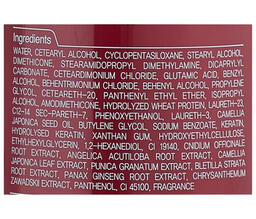 Ingredients
WATER, CETEARYL ALCOHOL, CYCLOPENTASILOXANE, STEARYL ALCOHOL,
DIMETHICONE, STEARAMIDOPROPYL DIMETHYLAMINE, DICAPRYLYL
CARBONATE, CETEARDIMONIUM CHLORIDE, GLUTAMIC ACID, BENZYL
ALCOHOL, BEHENTRIMONIUM CHLORIDE, BEHENYL ALCOHOL, PROPYLENE
GLYCOL, CETEARETH-20, PANTHENYL ETHYL ETHER, ISOPROPYL
ALCOHOL, AMODIMETHICONE, HYDROLYZED WHEAT PROTEIN, LAURETH-23,
C12-14 SEC-PARETH-7, PHENOXYETHANOL, LAURETH-3, CAMELLIA
JAPONICA SEED OIL, BUTYLENE GLYCOL, SODIUM BENZOATE, KERATIN,
HYDROLYSED KERATIN, XANTHAN GUM, HYDROXYETHYLCELLULOSE,
ETHYLHEXYLGLYCERIN, 1,2-HEXANEDIOL, CI 19140, CNIDIUM OFFICINALE
ROOT EXTRACT, ANGELICA ACUTILOBA ROOT EXTRACT, CAMELLIA
JAPONICA LEAF EXTRACT, PUNICA GRANATUM EXTRACT, BLETILLA STRIATA
ROOT EXTRACT, PANAX GINSENG ROOT EXTRACT, CHRYSANTHEMUM
ZAWADSKII EXTRACT, PANTHENOL, CI 45100, FRAGRANCE